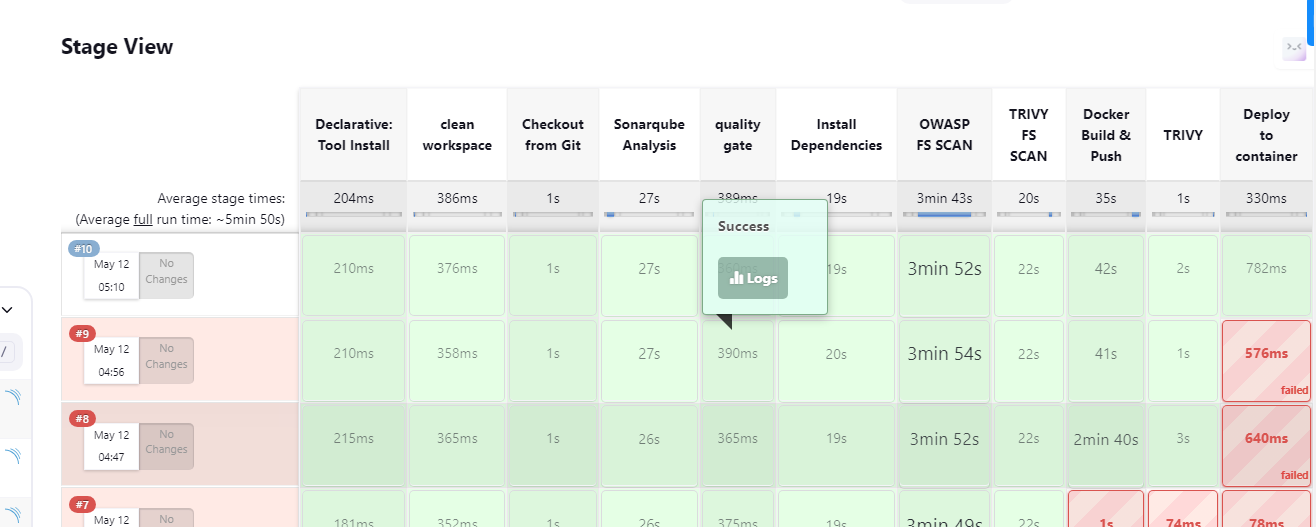 Stage View
Declarative: Tool Install
clean workspace
Checkout from Git
Sonarqube Analysis
quality gate
Install Dependencies
OWASP FS SCAN
TRIVY FS SCAN
Docker Build & Push
TRIVY
Deploy to container
Average stage times:
(Average full run time: ~5min 50s)
204ms 386ms 1s 27s 389ms 19s 3min 43s 20s 35s 1s 330ms
Success
Logs
#10
May 12
05:10
No Changes
210ms 376ms 1s 27s 19s 3min 52s 22s 42s 2s 782ms
#9
May 12
04:56
No Changes
210ms 358ms 1s 27s 390ms 20s 3min 54s 22s 41s 1s 576ms
failed
#8
May 12
04:47
No Changes
215ms 365ms 1s 26s 365ms 19s 3min 52s 22s 2min 40s 3s 640ms
failed
#7
May 12
No
181ms 352ms 1s 26s 375ms 19s 3min 49s 22s 1s 74ms 78ms
/